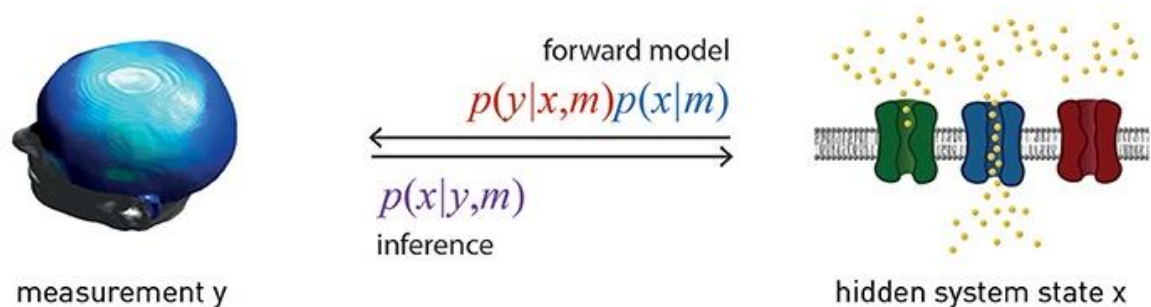 forward model
p(y|x,m)p(x|m)
p(x|y,m)
inference
measurement y
hidden system state x